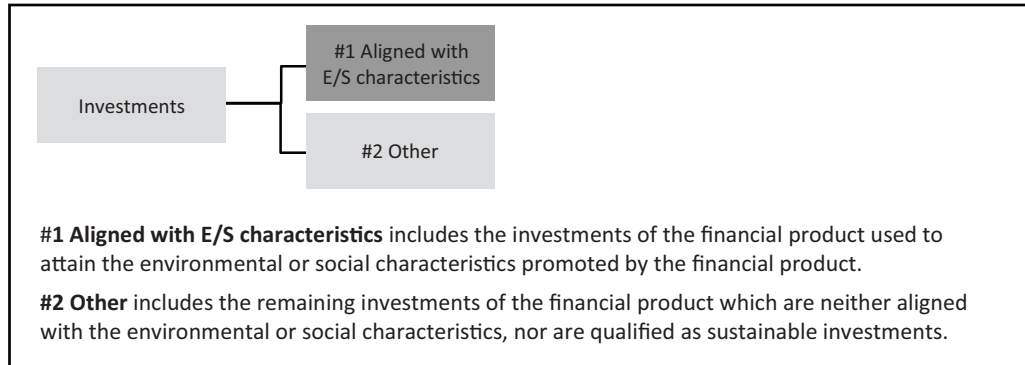 #1 Aligned with
E/S characteristics
Investments
#2 Other
#1 Aligned with E/S characteristics includes the investments of the financial product used to
attain the environmental or social characteristics promoted by the financial product.
#2 Other includes the remaining investments of the financial product which are neither aligned
with the environmental or social characteristics, nor are qualified as sustainable investments.